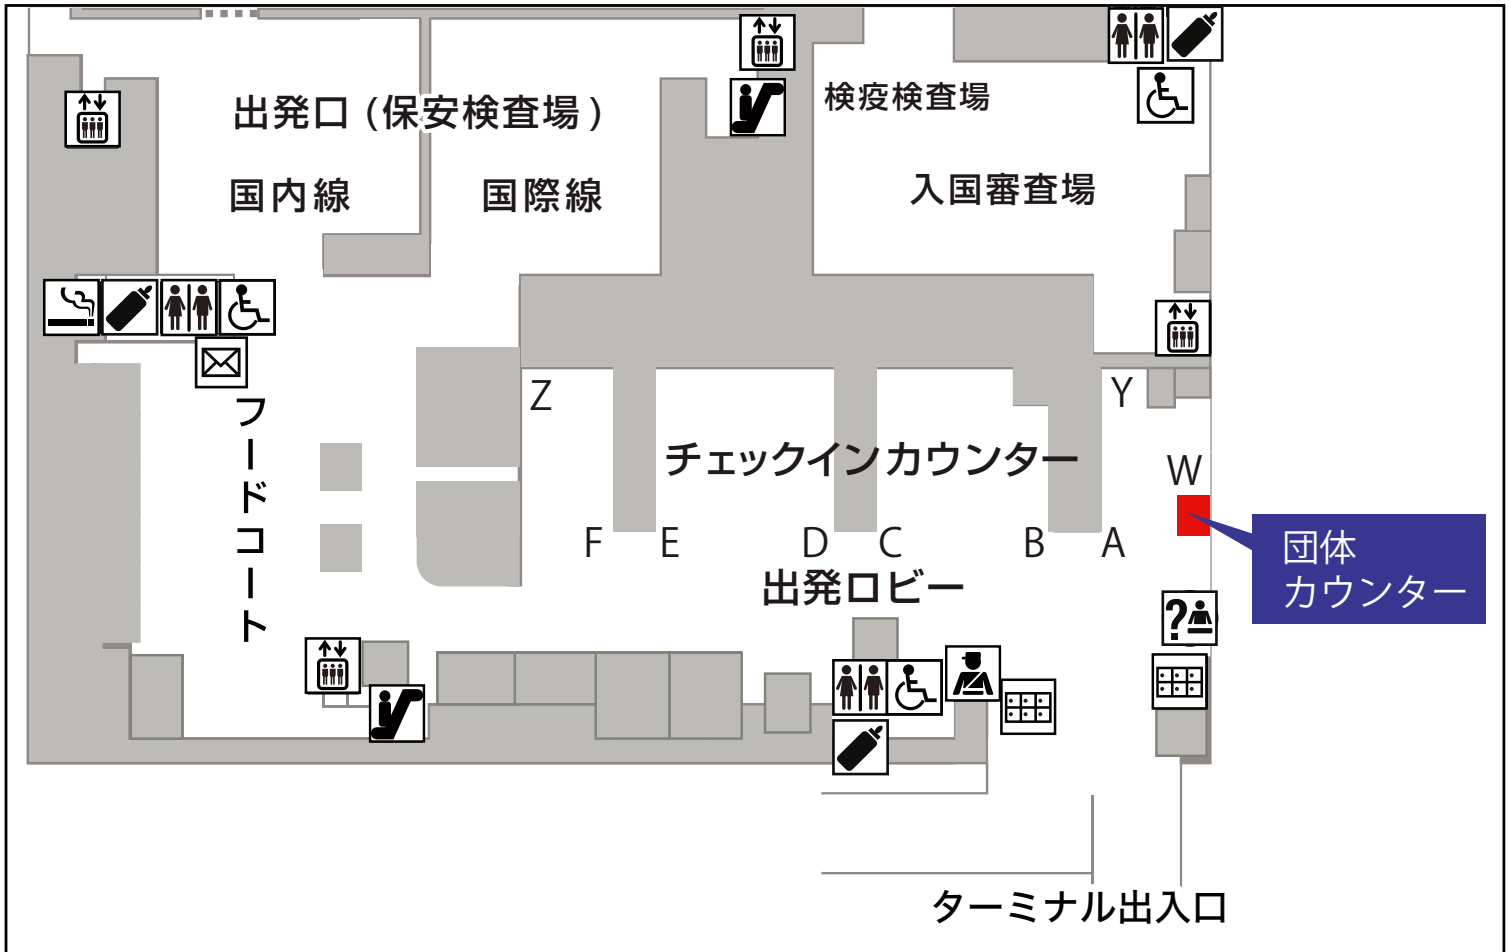 出発口 (保安検査場)
検疫検査場
国内線
国際線
入国審査場
Z
Y
フードコート
チェックインカウンター
W
F
E
D
C
B
A
団体
カウンター
出発ロビー
?
ターミナル出入口